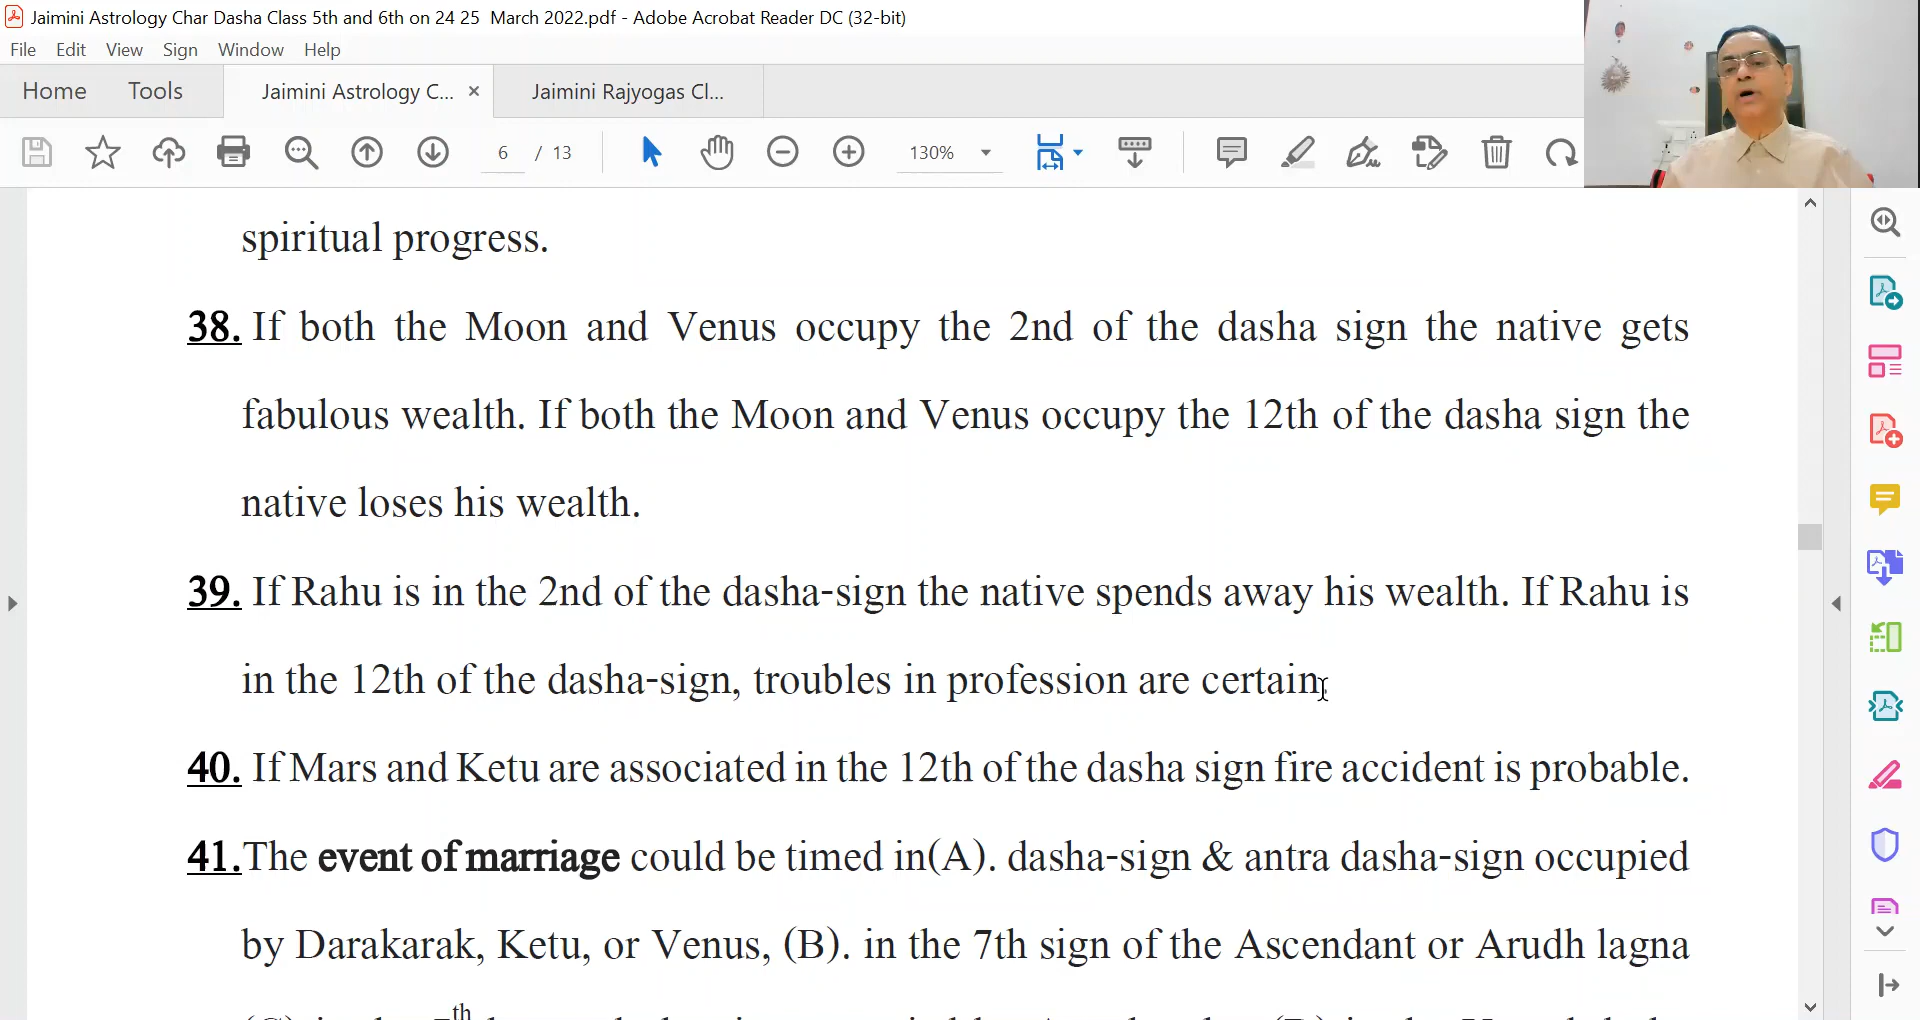 Jaimini Astrology Char Dasha Class 5th and 6th on 24 25 March 2022.pdf - Adobe Acrobat Reader DC (32-bit)
File Edit View Sign Window Help
Home Tools Jaimini Astrology C... × Jaimini Rajyogas Cl...
6 / 13 130%
spiritual progress.
38. If both the Moon and Venus occupy the 2nd of the dasha sign the native gets
fabulous wealth. If both the Moon and Venus occupy the 12th of the dasha sign the
native loses his wealth.
39. If Rahu is in the 2nd of the dasha-sign the native spends away his wealth. If Rahu is
in the 12th of the dasha-sign, troubles in profession are certain.
40. If Mars and Ketu are associated in the 12th of the dasha sign fire accident is probable.
41.The event of marriage could be timed in(A). dasha-sign & antra dasha-sign occupied
by Darakarak, Ketu, or Venus, (B). in the 7th sign of the Ascendant or Arudh lagna
th